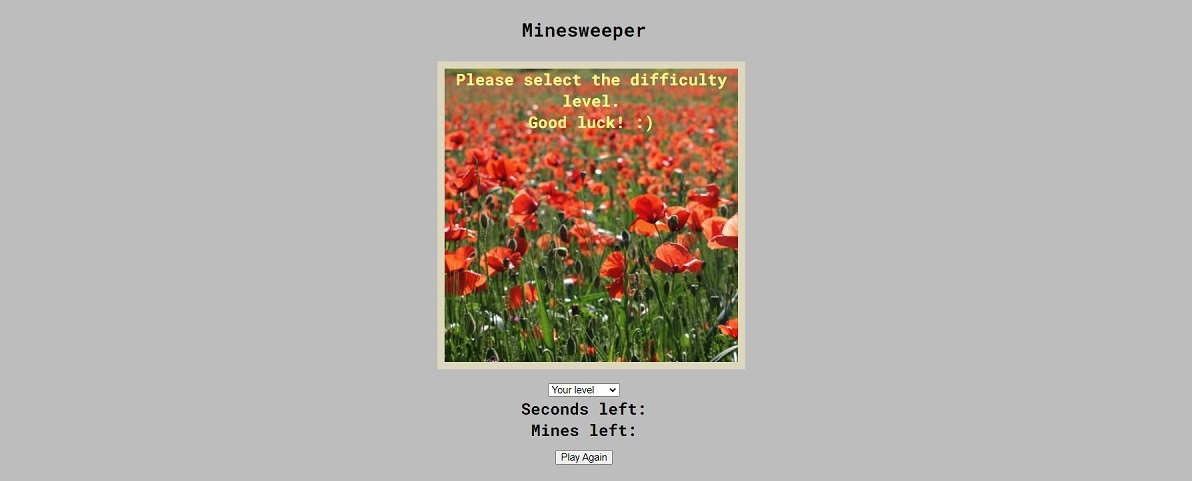 Minesweeper
Please select the difficulty
level.
Good luck! :)
Your level
Seconds left:
Mines left:
Play Again